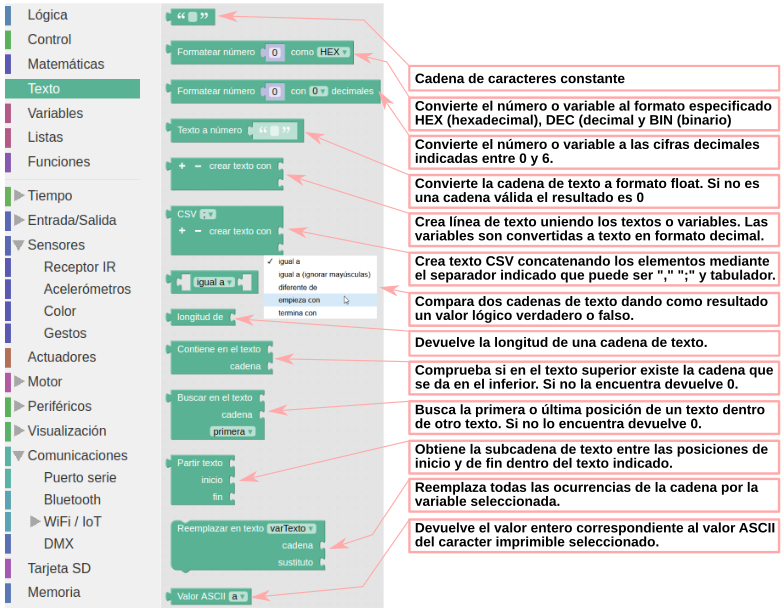 Lógica
Control
Matemáticas
Texto
Variables
Listas
Funciones
Tiempo
Entrada/Salida
Sensores
Receptor IR
Acelerómetros
Color
Gestos
Actuadores
Motor
Periféricos
Visualización
Comunicaciones
Puerto serie
Bluetooth
WiFi / IoT
DMX
Tarjeta SD
Memoria
“ ”
Formatear número 0 como HEX
Formatear número 0 con 0 decimales
Texto a número “ ”
+ − crear texto con
CSV ;
+ − crear texto con
igual a
✓ igual a
igual a (ignorar mayúsculas)
diferente de
empieza con
termina con
longitud de
Contiene en el texto
cadena
Buscar en el texto
cadena
primera
Partir texto
inicio
fin
Reemplazar en texto varTexto
cadena
sustituto
Valor ASCII a
Cadena de caracteres constante
Convierte el número o variable al formato especificado
HEX (hexadecimal), DEC (decimal y BIN (binario)
Convierte el número o variable a las cifras decimales
indicadas entre 0 y 6.
Convierte la cadena de texto a formato float. Si no es
una cadena válida el resultado es 0
Crea línea de texto uniendo los textos o variables. Las
variables son convertidas a texto en formato decimal.
Crea texto CSV concatenando los elementos mediante
el separador indicado que puede ser "," ";" y tabulador.
Compara dos cadenas de texto dando como resultado
un valor lógico verdadero o falso.
Devuelve la longitud de una cadena de texto.
Comprueba si en el texto superior existe la cadena que
se da en el inferior. Si no la encuentra devuelve 0.
Busca la primera o última posición de un texto dentro
de otro texto. Si no lo encuentra devuelve 0.
Obtiene la subcadena de texto entre las posiciones de
inicio y de fin dentro del texto indicado.
Reemplaza todas las ocurrencias de la cadena por la
variable seleccionada.
Devuelve el valor entero correspondiente al valor ASCII
del caracter imprimible seleccionado.